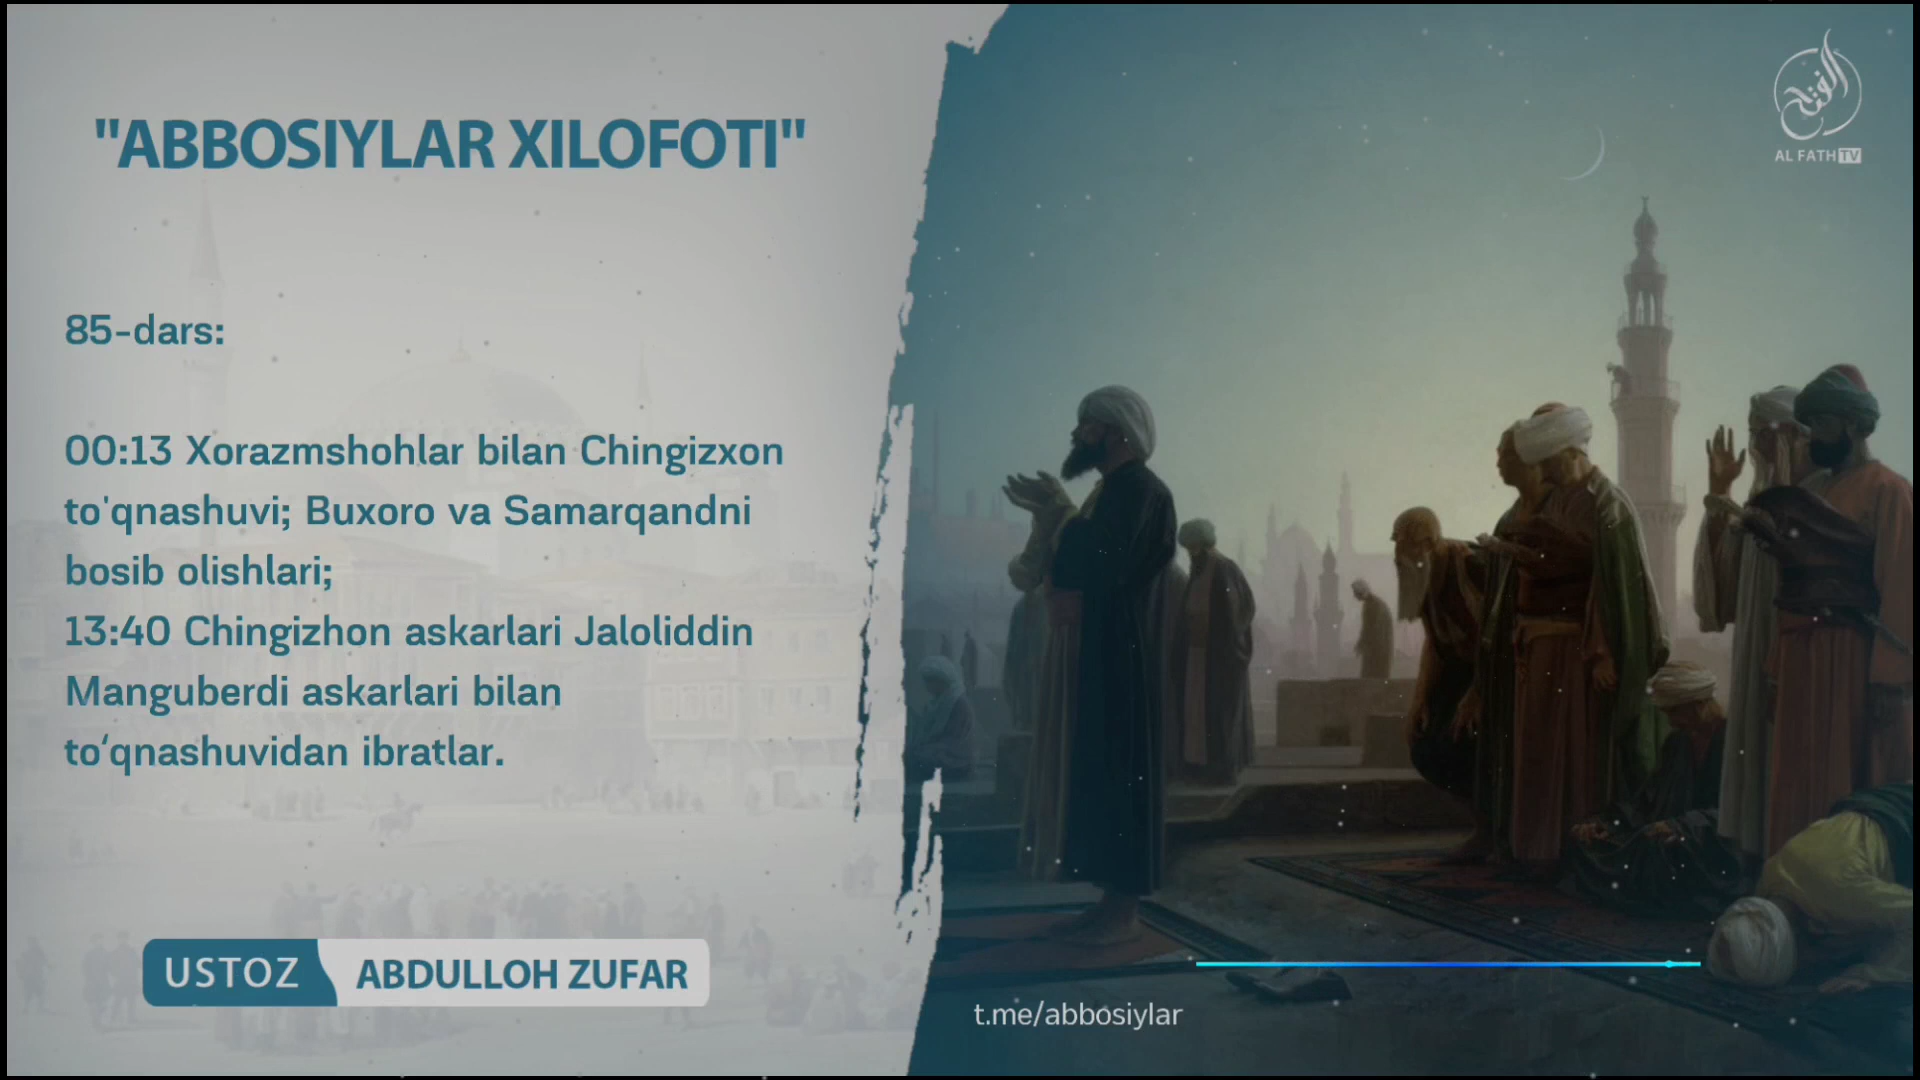 "ABBOSIYLAR XILOFOTI"
85-dars:
00:13 Xorazmshohlar bilan Chingizxon
to'qnashuvi; Buxoro va Samarqandni
bosib olishlari;
13:40 Chingizhon askarlari Jaloliddin
Manguberdi askarlari bilan
to‘qnashuvidan ibratlar.
USTOZ ABDULLOH ZUFAR
الفتح
AL FATH TV
t.me/abbosiylar